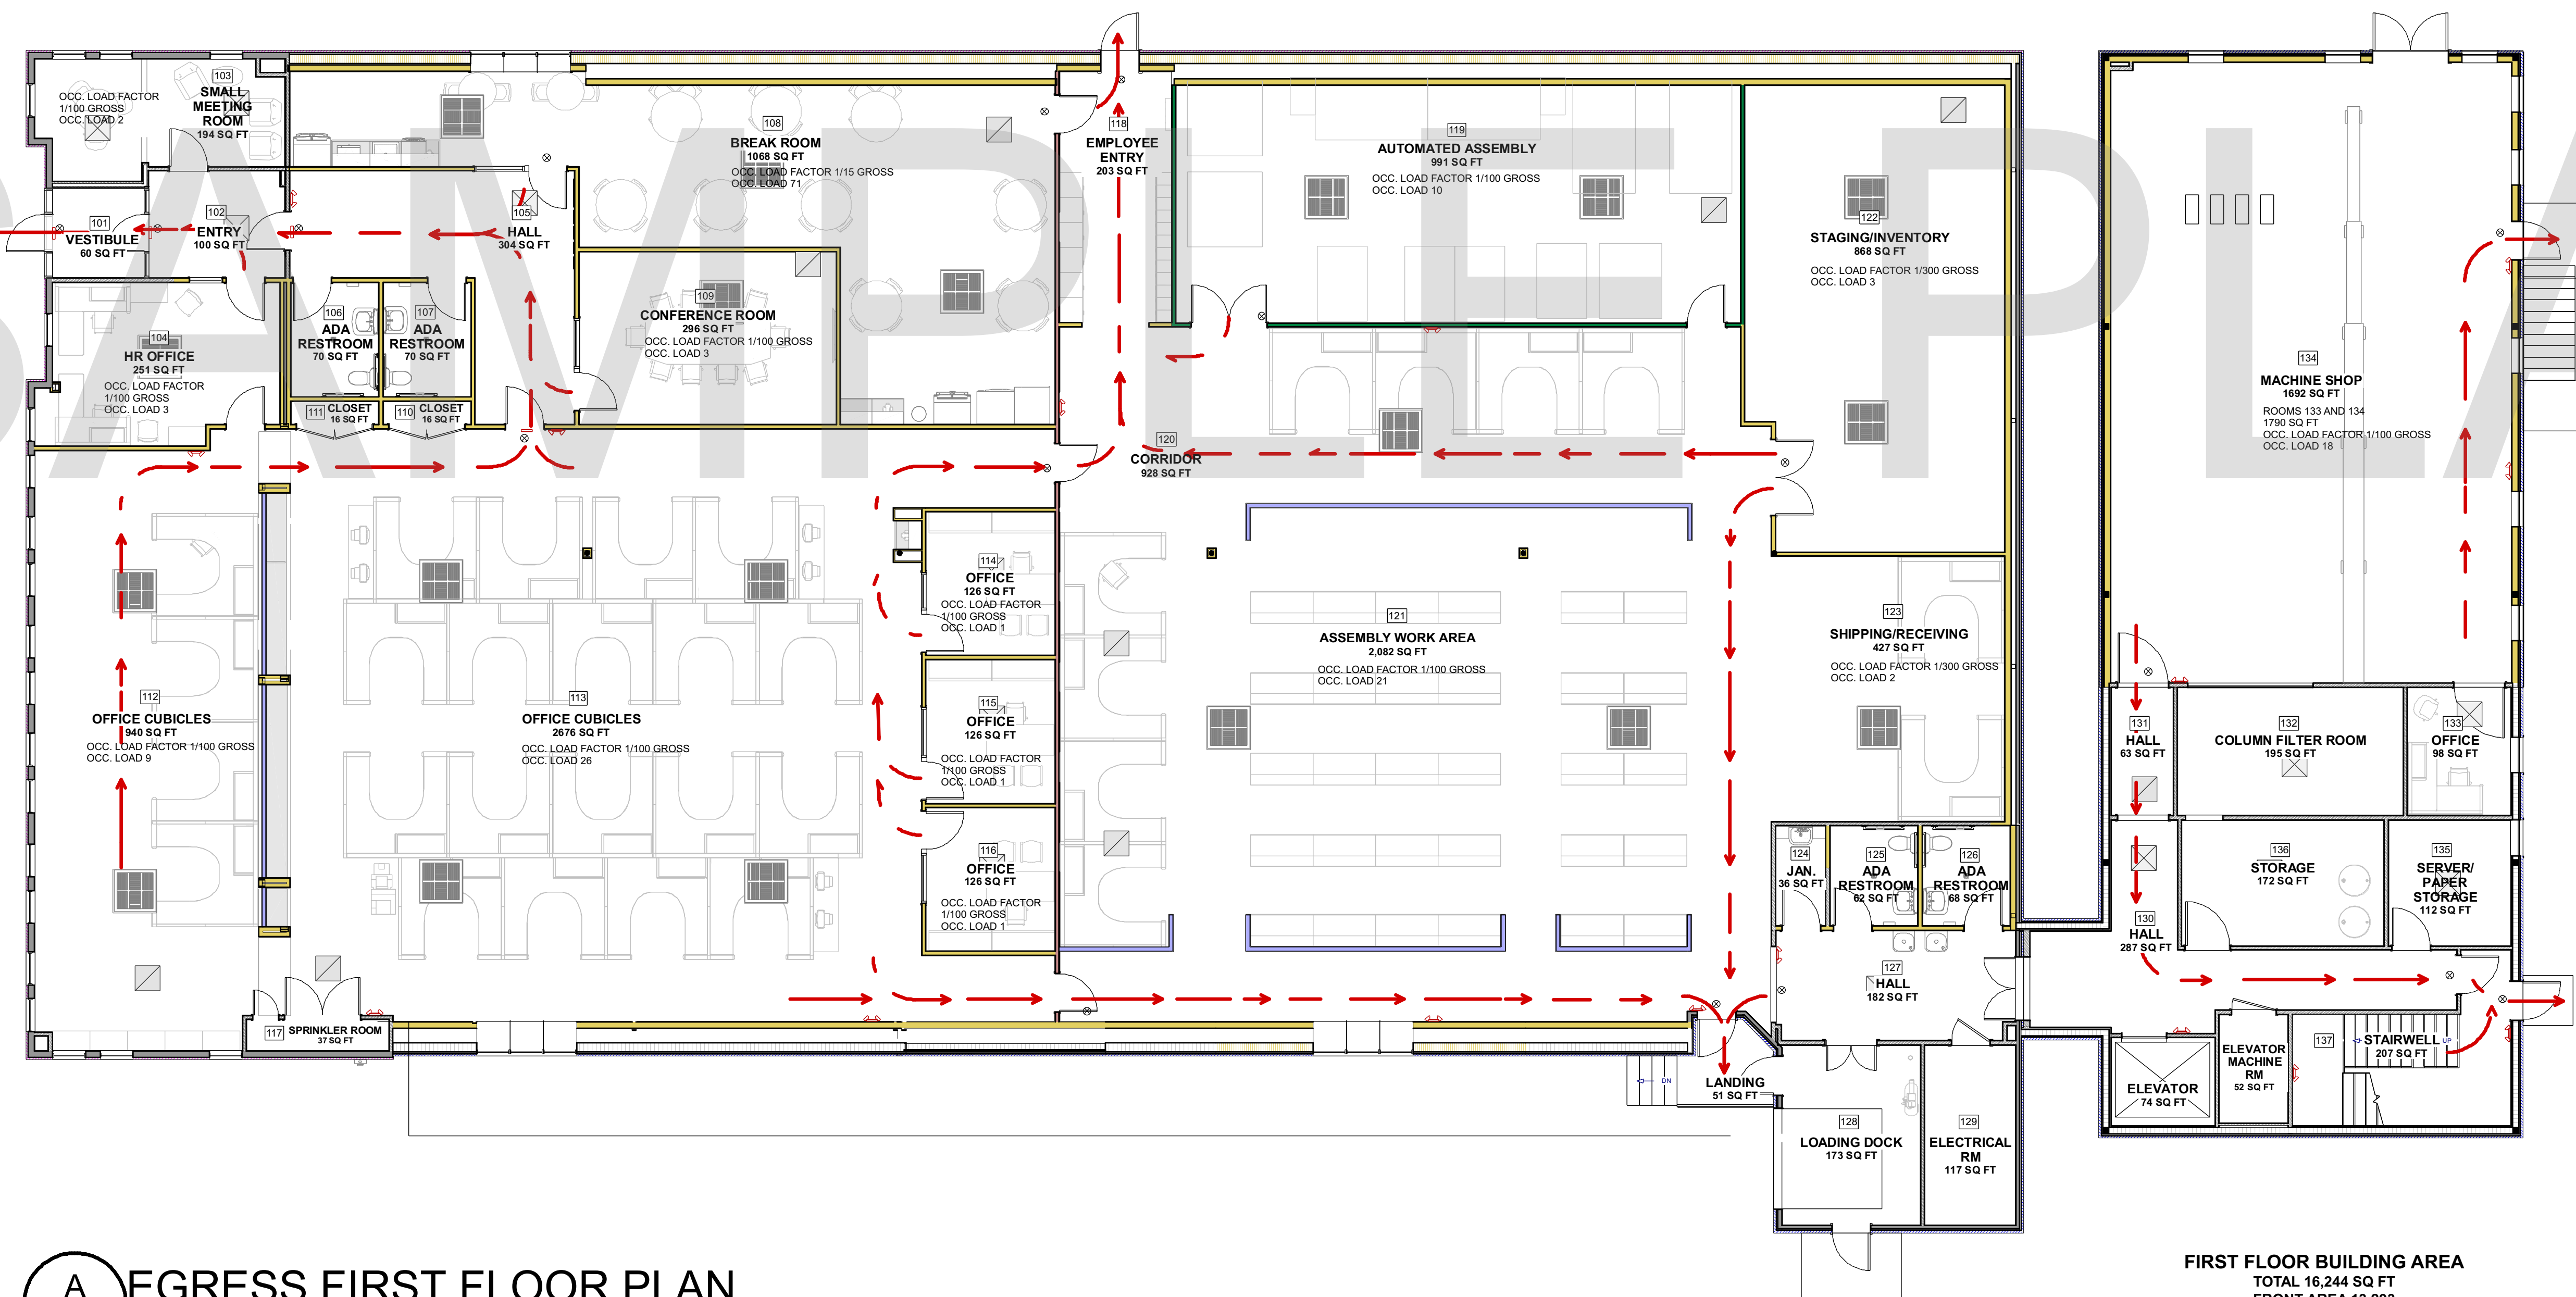 SAMPLE PLA
OCC. LOAD FACTOR
1/100 GROSS
OCC. LOAD 2
103
SMALL
MEETING
ROOM
194 SQ FT
101
VESTIBULE
60 SQ FT
102
ENTRY
100 SQ FT
104
HR OFFICE
251 SQ FT
OCC. LOAD FACTOR
1/100 GROSS
OCC. LOAD 3
105
HALL
304 SQ FT
106
ADA
RESTROOM
70 SQ FT
107
ADA
RESTROOM
70 SQ FT
111 CLOSET
16 SQ FT
110 CLOSET
16 SQ FT
108
BREAK ROOM
1068 SQ FT
OCC. LOAD FACTOR 1/15 GROSS
OCC. LOAD 71
109
CONFERENCE ROOM
296 SQ FT
OCC. LOAD FACTOR 1/100 GROSS
OCC. LOAD 3
118
EMPLOYEE
ENTRY
203 SQ FT
119
AUTOMATED ASSEMBLY
991 SQ FT
OCC. LOAD FACTOR 1/100 GROSS
OCC. LOAD 10
122
STAGING/INVENTORY
868 SQ FT
OCC. LOAD FACTOR 1/300 GROSS
OCC. LOAD 3
120
CORRIDOR
928 SQ FT
134
MACHINE SHOP
1692 SQ FT
ROOMS 133 AND 134
1790 SQ FT
OCC. LOAD FACTOR 1/100 GROSS
OCC. LOAD 18
112
OFFICE CUBICLES
940 SQ FT
OCC. LOAD FACTOR 1/100 GROSS
OCC. LOAD 9
113
OFFICE CUBICLES
2676 SQ FT
OCC. LOAD FACTOR 1/100 GROSS
OCC. LOAD 26
114
OFFICE
126 SQ FT
OCC. LOAD FACTOR
1/100 GROSS
OCC. LOAD 1
115
OFFICE
126 SQ FT
OCC. LOAD FACTOR
1/100 GROSS
OCC. LOAD 1
116
OFFICE
126 SQ FT
OCC. LOAD FACTOR
1/100 GROSS
OCC. LOAD 1
121
ASSEMBLY WORK AREA
2,082 SQ FT
OCC. LOAD FACTOR 1/100 GROSS
OCC. LOAD 21
123
SHIPPING/RECEIVING
427 SQ FT
OCC. LOAD FACTOR 1/300 GROSS
OCC. LOAD 2
124
JAN.
36 SQ FT
125
ADA
RESTROOM
62 SQ FT
126
ADA
RESTROOM
68 SQ FT
127
HALL
182 SQ FT
131
HALL
63 SQ FT
132
COLUMN FILTER ROOM
195 SQ FT
133
OFFICE
98 SQ FT
136
STORAGE
172 SQ FT
135
SERVER/
PAPER
STORAGE
112 SQ FT
130
HALL
287 SQ FT
117 SPRINKLER ROOM
37 SQ FT
DN
LANDING
51 SQ FT
128
LOADING DOCK
173 SQ FT
129
ELECTRICAL
RM
117 SQ FT
ELEVATOR
74 SQ FT
ELEVATOR
MACHINE
RM
52 SQ FT
137 STAIRWELL UP
207 SQ FT
A EGRESS FIRST FLOOR PLAN
FIRST FLOOR BUILDING AREA
TOTAL 16,244 SQ FT
FRONT AREA